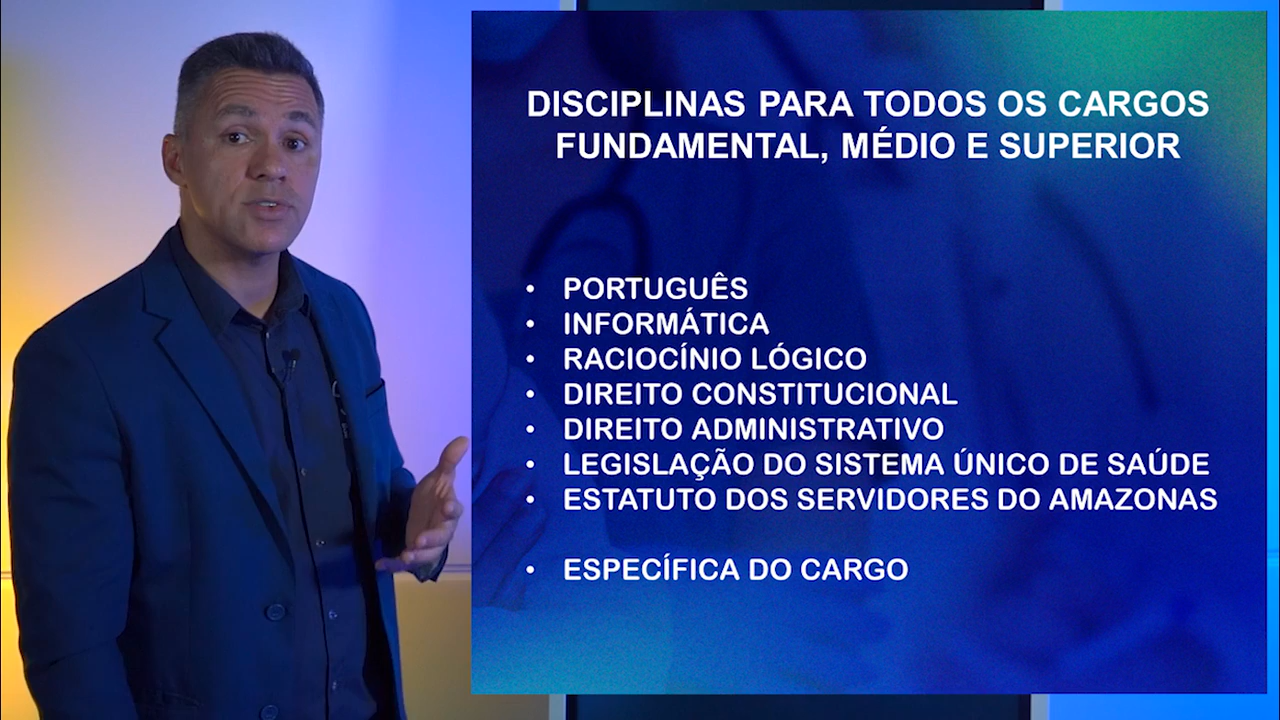 DISCIPLINAS PARA TODOS OS CARGOS
FUNDAMENTAL, MÉDIO E SUPERIOR
• PORTUGUÊS
• INFORMÁTICA
• RACIOCÍNIO LÓGICO
• DIREITO CONSTITUCIONAL
• DIREITO ADMINISTRATIVO
• LEGISLAÇÃO DO SISTEMA ÚNICO DE SAÚDE
• ESTATUTO DOS SERVIDORES DO AMAZONAS
• ESPECÍFICA DO CARGO